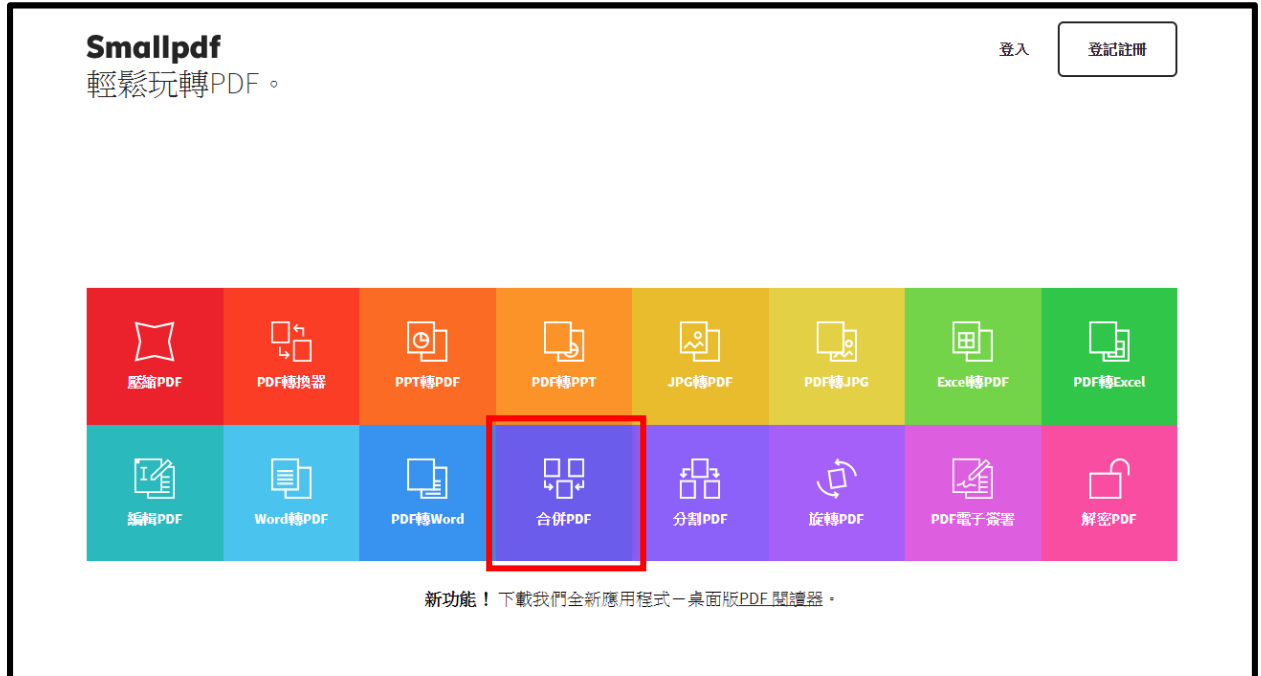 Smallpdf
輕鬆玩轉PDF。
登入
登記註冊
壓縮PDF
PDF轉換器
PPT轉PDF
PDF轉PPT
JPG轉PDF
PDF轉JPG
Excel轉PDF
PDF轉Excel
編輯PDF
Word轉PDF
PDF轉Word
合併PDF
分割PDF
旋轉PDF
PDF電子簽署
解密PDF
新功能！下載我們全新應用程式－桌面版PDF 閱讀器。